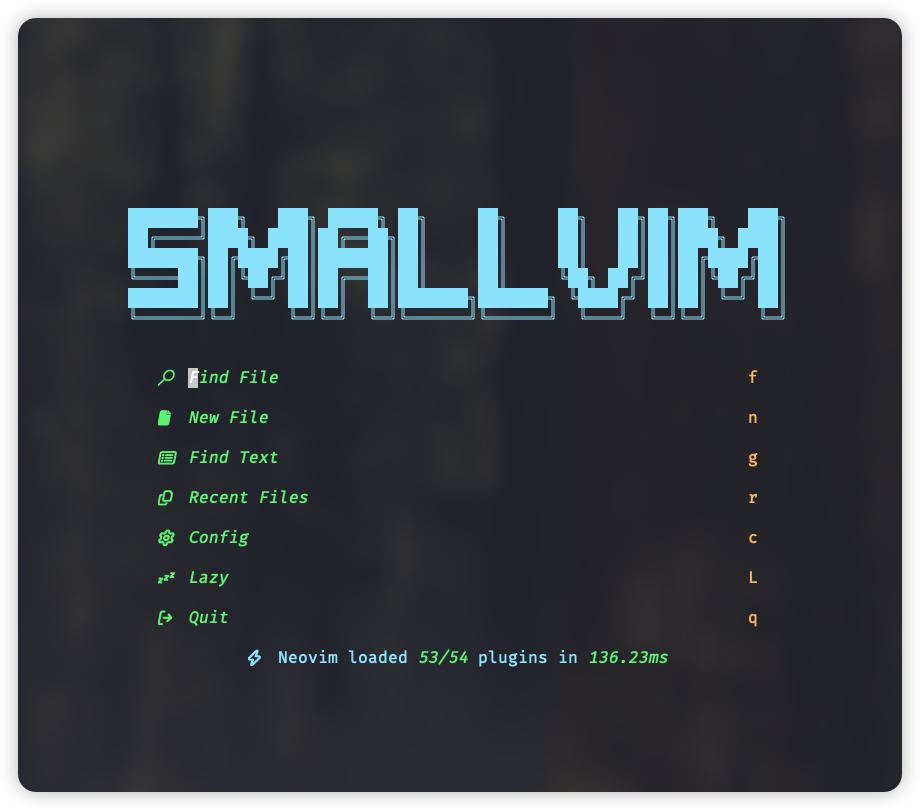 SMALLVIM
Find File f
New File n
Find Text g
Recent Files r
Config c
zzz Lazy L
Quit q
Neovim loaded 53/54 plugins in 136.23ms